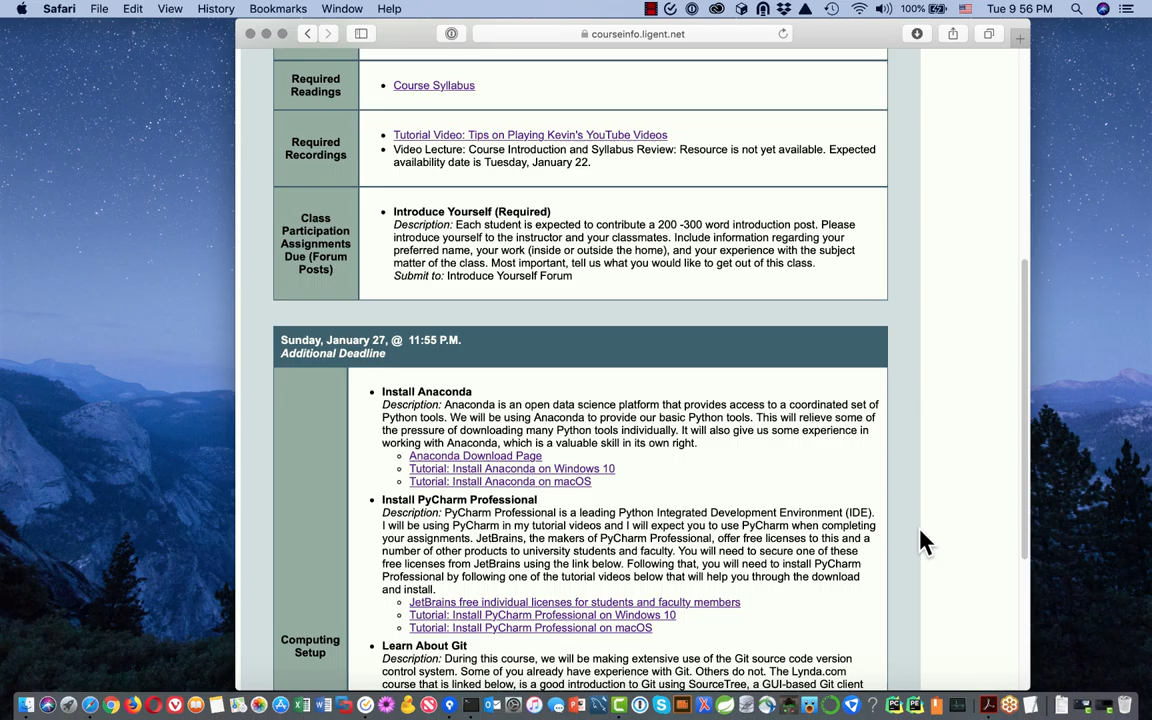 Safari File Edit View History Bookmarks Window Help 100% Tue 9:56 PM
courseinfo.ligent.net
Required
Readings
Course Syllabus
Required
Recordings
Tutorial Video: Tips on Playing Kevin's YouTube Videos
Video Lecture: Course Introduction and Syllabus Review: Resource is not yet available. Expected
availability date is Tuesday, January 22.
Class
Participation
Assignments
Due (Forum
Posts)
Introduce Yourself (Required)
Description: Each student is expected to contribute a 200 -300 word introduction post. Please
introduce yourself to the instructor and your classmates. Include information regarding your
preferred name, your work (inside or outside the home), and your experience with the subject
matter of the class. Most important, tell us what you would like to get out of this class.
Submit to: Introduce Yourself Forum
Sunday, January 27, @ 11:55 P.M.
Additional Deadline
Computing
Setup
Install Anaconda
Description: Anaconda is an open data science platform that provides access to a coordinated set of
Python tools. We will be using Anaconda to provide our basic Python tools. This will relieve some of
the pressure of downloading many Python tools individually. It will also give us some experience in
working with Anaconda, which is a valuable skill in its own right.
Anaconda Download Page
Tutorial: Install Anaconda on Windows 10
Tutorial: Install Anaconda on macOS
Install PyCharm Professional
Description: PyCharm Professional is a leading Python Integrated Development Environment (IDE).
I will be using PyCharm in my tutorial videos and I will expect you to use PyCharm when completing
your assignments. JetBrains, the makers of PyCharm Professional, offer free licenses to this and a
number of other products to university students and faculty. You will need to secure one of these
free licenses from JetBrains using the link below. Following that, you will need to install PyCharm
Professional by following one of the tutorial videos below that will help you through the download
and install.
JetBrains free individual licenses for students and faculty members
Tutorial: Install PyCharm Professional on Windows 10
Tutorial: Install PyCharm Professional on macOS
Learn About Git
Description: During this course, we will be making extensive use of the Git source code version
control system. Some of you already have experience with Git. Others do not. The Lynda.com
course that is linked below, is a good introduction to Git using SourceTree, a GUI-based Git client